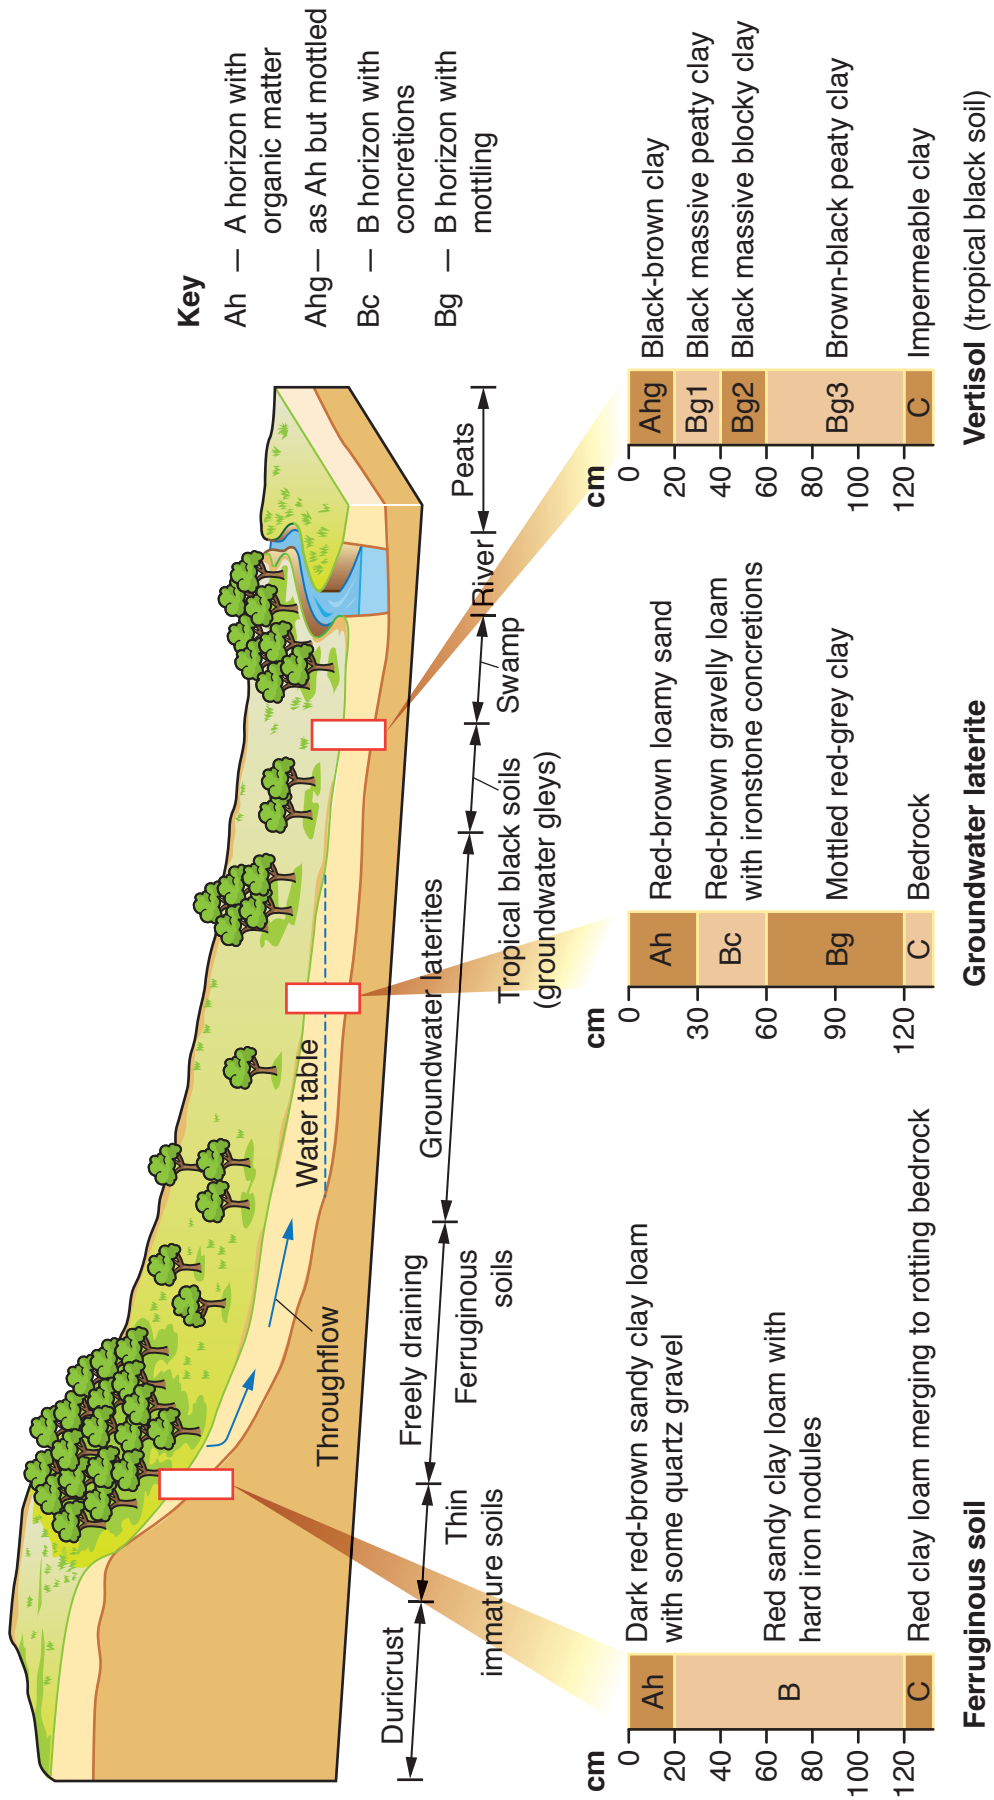 Key
Ah — A horizon with
organic matter
Ahg — as Ah but mottled
Bc — B horizon with
concretions
Bg — B horizon with
mottling
Water table
Throughflow
Duricrust
Thin
immature soils
Freely draining
Ferruginous
soils
Groundwater laterites
Tropical black soils
(groundwater gleys)
Swamp
River
Peats
cm
0
20
40
60
80
100
120
Ah
B
C
Dark red-brown sandy clay loam
with some quartz gravel
Red sandy clay loam with
hard iron nodules
Red clay loam merging to rotting bedrock
Ferruginous soil
cm
0
30
60
90
120
Ah
Bc
Bg
C
Red-brown loamy sand
Red-brown gravelly loam
with ironstone concretions
Mottled red-grey clay
Bedrock
Groundwater laterite
cm
0
20
40
60
80
100
120
Ahg
Bg1
Bg2
Bg3
C
Black-brown clay
Black massive peaty clay
Black massive blocky clay
Brown-black peaty clay
Impermeable clay
Vertisol (tropical black soil)